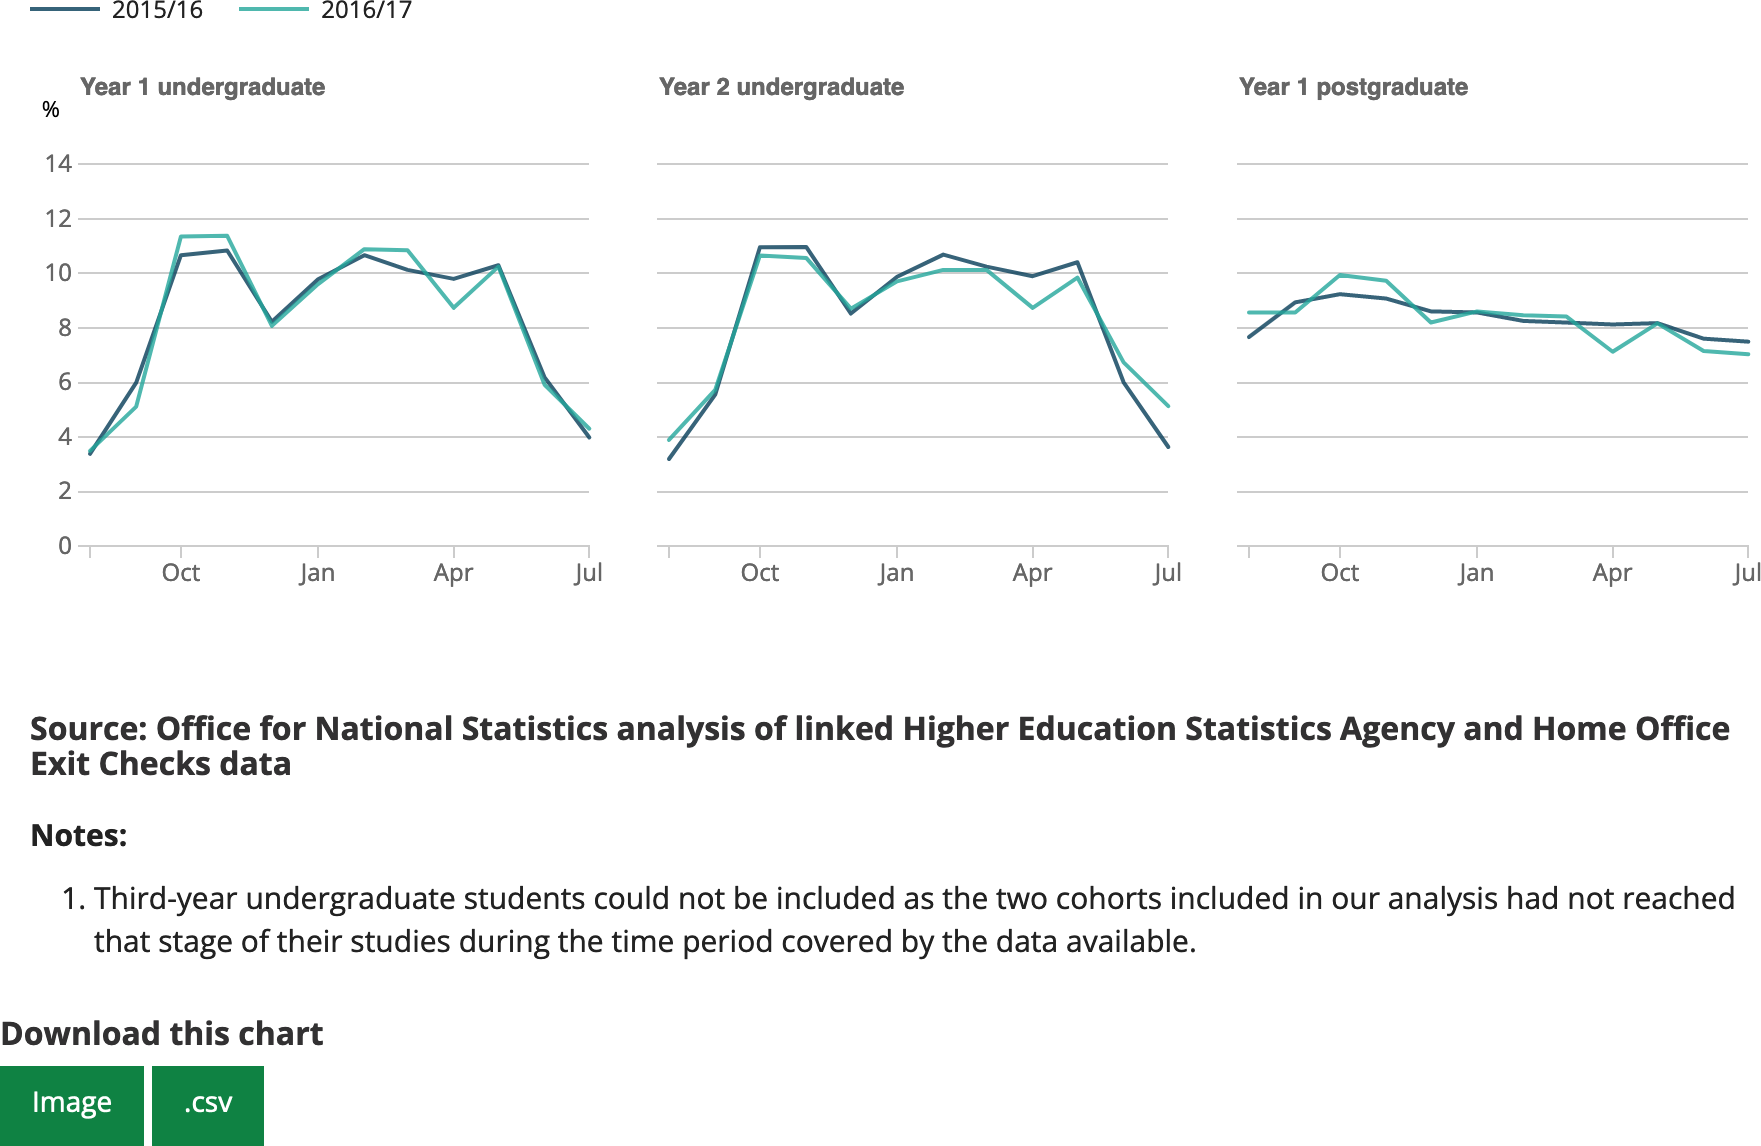 2015/16 2016/17
Year 1 undergraduate Year 2 undergraduate Year 1 postgraduate
%
14
12
10
8
6
4
2
0
Oct Jan Apr Jul Oct Jan Apr Jul Oct Jan Apr Jul
Source: Office for National Statistics analysis of linked Higher Education Statistics Agency and Home Office
Exit Checks data
Notes:
1. Third-year undergraduate students could not be included as the two cohorts included in our analysis had not reached
that stage of their studies during the time period covered by the data available.
Download this chart
Image .csv